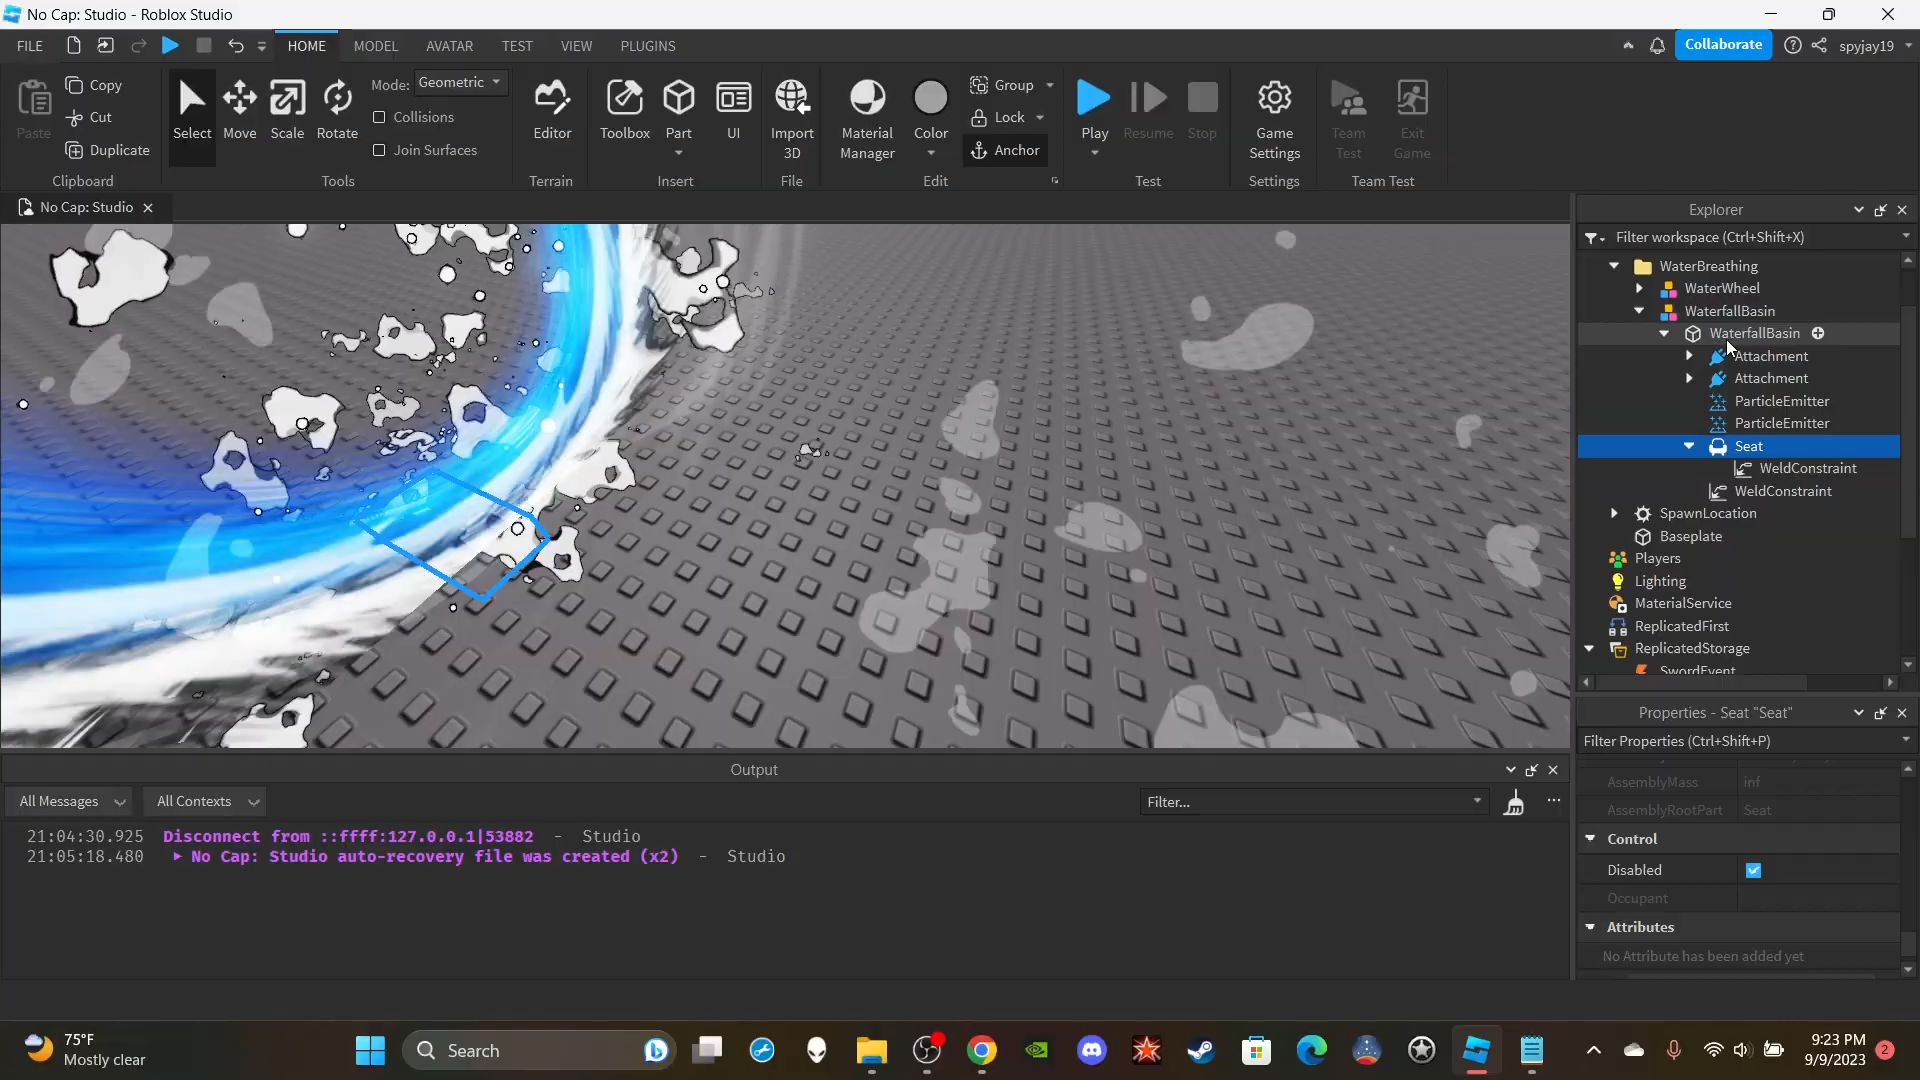 No Cap: Studio - Roblox Studio
FILE HOME MODEL AVATAR TEST VIEW PLUGINS Collaborate spyjay19
Paste
Copy
Cut
Duplicate
Clipboard
Select Move Scale Rotate
Mode: Geometric
Collisions
Join Surfaces
Tools
Editor
Terrain
Toolbox Part UI
Insert
Import
3D
File
Material
Manager
Color
Group
Lock
Anchor
Edit
Play Resume Stop
Test
Game
Settings
Settings
Team
Test
Exit
Game
Team Test
No Cap: Studio
Explorer
Filter workspace (Ctrl+Shift+X)
WaterBreathing
WaterWheel
WaterfallBasin
WaterfallBasin
Attachment
Attachment
ParticleEmitter
ParticleEmitter
Seat
WeldConstraint
WeldConstraint
SpawnLocation
Baseplate
Players
Lighting
MaterialService
ReplicatedFirst
ReplicatedStorage
SwordEvent
Properties - Seat "Seat"
Filter Properties (Ctrl+Shift+P)
AssemblyMass inf
AssemblyRootPart Seat
Control
Disabled
Occupant
Attributes
No Attribute has been added yet
Output
All Messages All Contexts Filter...
21:04:30.925 Disconnect from ::ffff:127.0.0.1|53882 - Studio
21:05:18.480 No Cap: Studio auto-recovery file was created (x2) - Studio
75°F
Mostly clear
Search
9:23 PM
9/9/2023
2